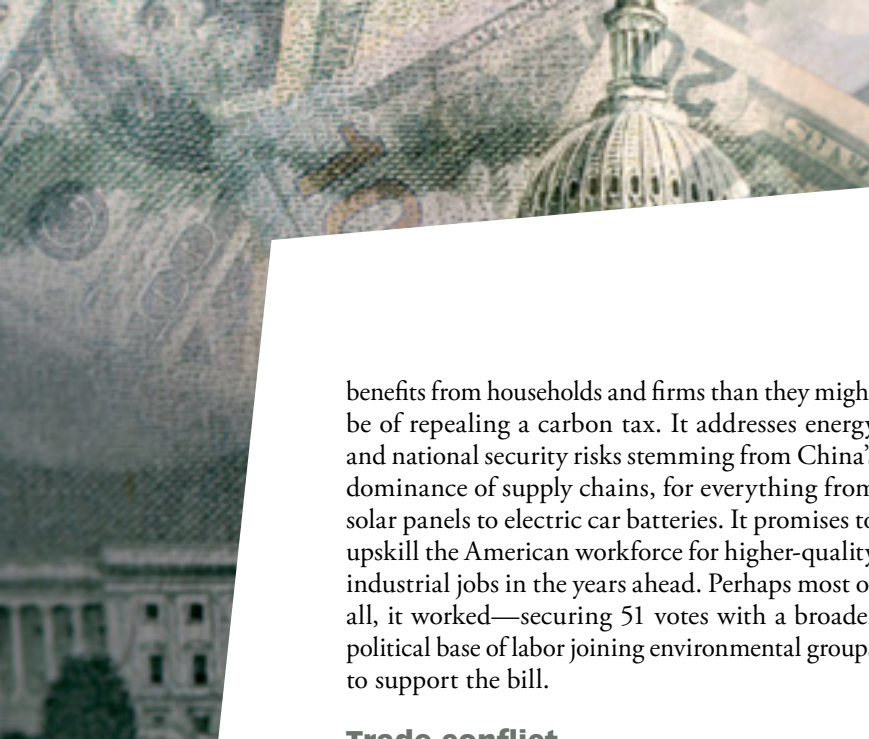 20
10
benefits from households and firms than they migh
be of repealing a carbon tax. It addresses energy
and national security risks stemming from China's
dominance of supply chains, for everything from
solar panels to electric car batteries. It promises to
upskill the American workforce for higher-quality
industrial jobs in the years ahead. Perhaps most o
all, it worked—securing 51 votes with a broade
political base of labor joining environmental groups
to support the bill.
Trade conflict